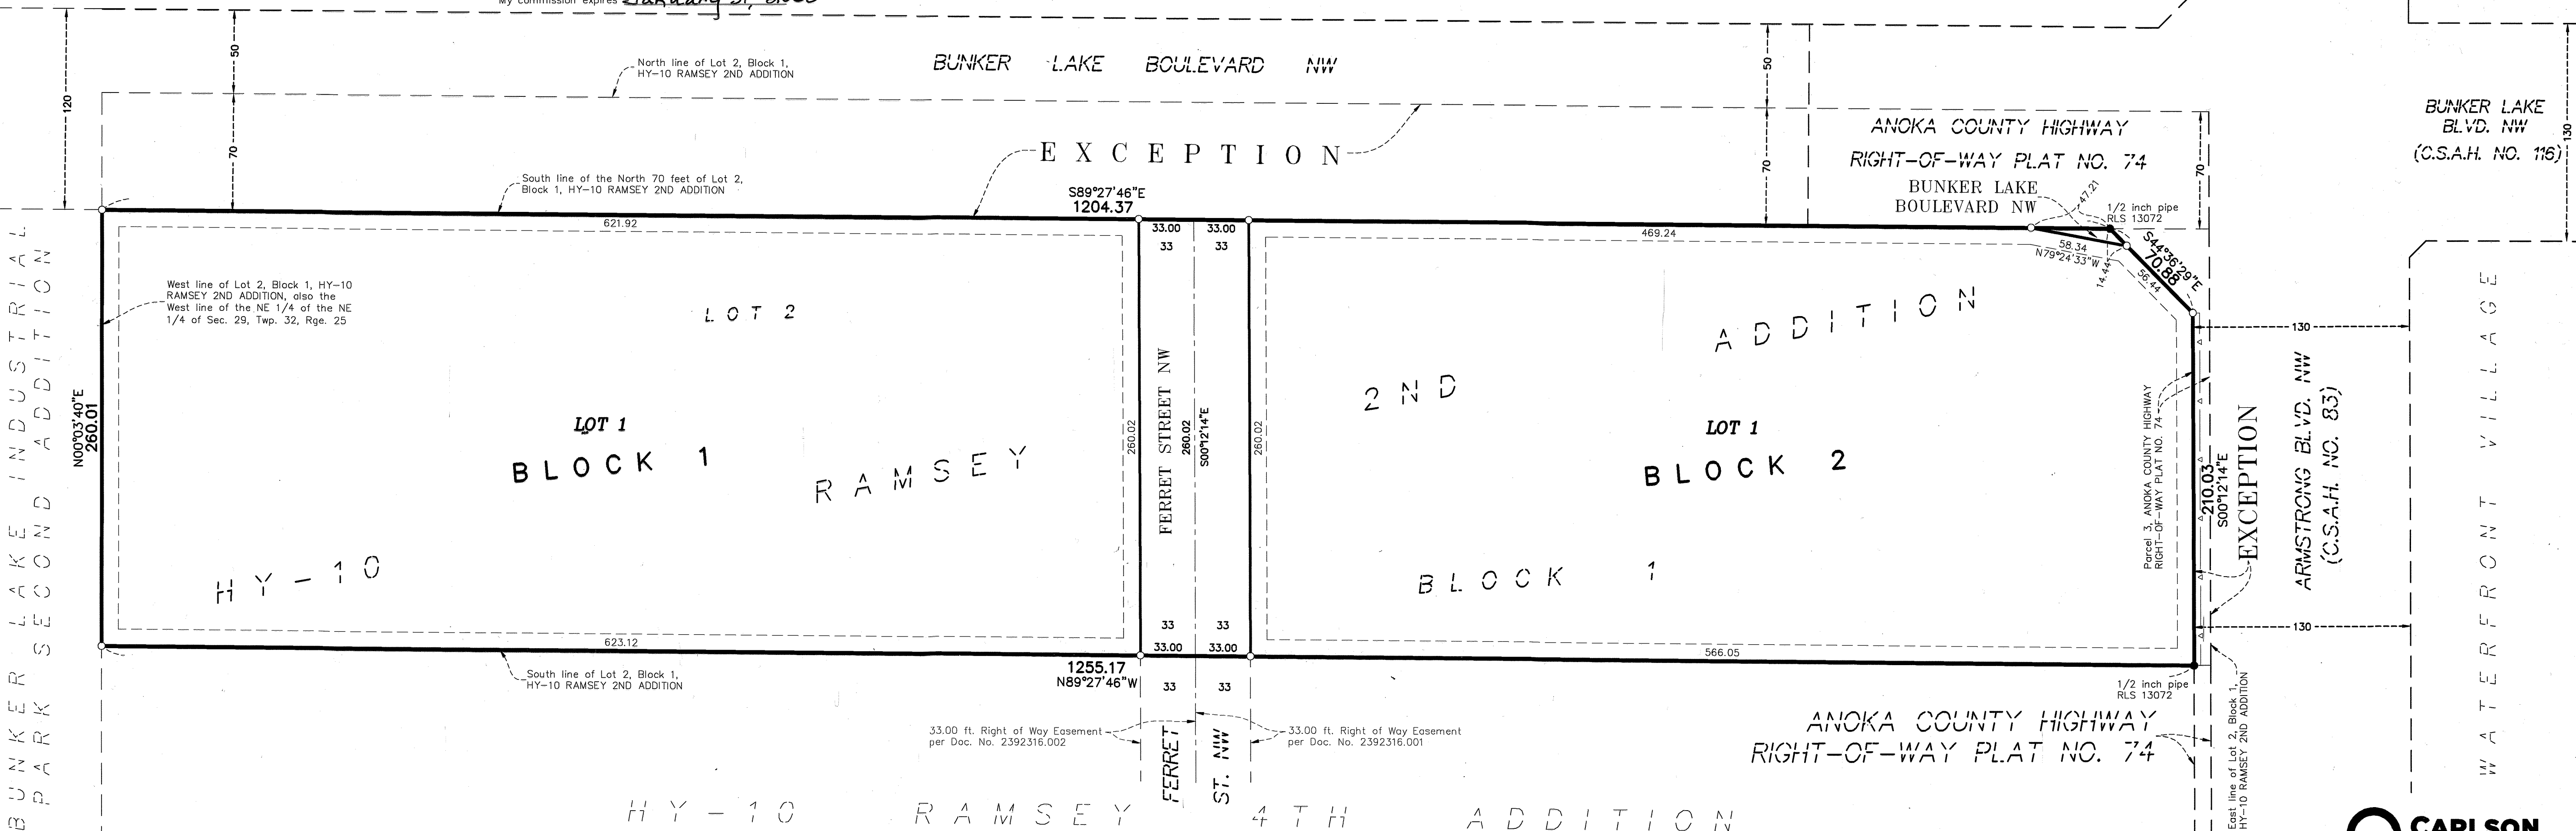 My commission expires January 31, 
50
120
70
North line of Lot 2, Block 1,
HY-10 RAMSEY 2ND ADDITION
BUNKER LAKE BOULEVARD NW
50
70
EXCEPTION
ANOKA COUNTY HIGHWAY
RIGHT-OF-WAY PLAT NO. 74
BUNKER LAKE
BOULEVARD NW
70
BUNKER LAKE
BLVD. NW
(C.S.A.H. NO. 116)
130
South line of the North 70 feet of Lot 2,
Block 1, HY-10 RAMSEY 2ND ADDITION
S89°27'46"E
1204.37
621.92
33.00 33.00
33 33
469.24
47.21
1/2 inch pipe
RLS 13072
58.34
N79°24'33"W
14.44
S44°36'29"E
70.88
56.44
BUNKER LAKE INDUSTRIAL
PARK SECOND ADDITION
West line of Lot 2, Block 1, HY-10
RAMSEY 2ND ADDITION, also the
West line of the NE 1/4 of the NE
1/4 of Sec. 29, Twp. 32, Rge. 25
N00°03'40"E
260.01
LOT 2
LOT 1
BLOCK 1
HY-10 RAMSEY 2ND ADDITION
260.02
FERRET STREET NW
260.02
S00°12'14"E
260.02
LOT 1
BLOCK 2
BLOCK 1
Parcel 3, ANOKA COUNTY HIGHWAY
RIGHT-OF-WAY PLAT NO. 74
210.03
S00°12'14"E
EXCEPTION
130
ARMSTRONG BLVD. NW
(C.S.A.H. NO. 83)
130
WATERFRONT VILLAGE
623.12
33 33
33.00 33.00
566.05
South line of Lot 2, Block 1,
HY-10 RAMSEY 2ND ADDITION
1255.17
N89°27'46"W
33 33
33.00 ft. Right of Way Easement
per Doc. No. 2392316.002
FERRET
ST. NW
33.00 ft. Right of Way Easement
per Doc. No. 2392316.001
1/2 inch pipe
RLS 13072
ANOKA COUNTY HIGHWAY
RIGHT-OF-WAY PLAT NO. 74
East line of Lot 2, Block 1,
HY-10 RAMSEY 2ND ADDITION
HY-10 RAMSEY 4TH ADDITION
CARLSON